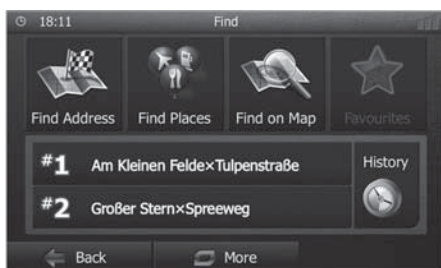 18:11 Find
Find Address Find Places Find on Map Favourites
#1 Am Kleinen Felde×Tulpenstraße History
#2 Großer Stern×Spreeweg
Back More